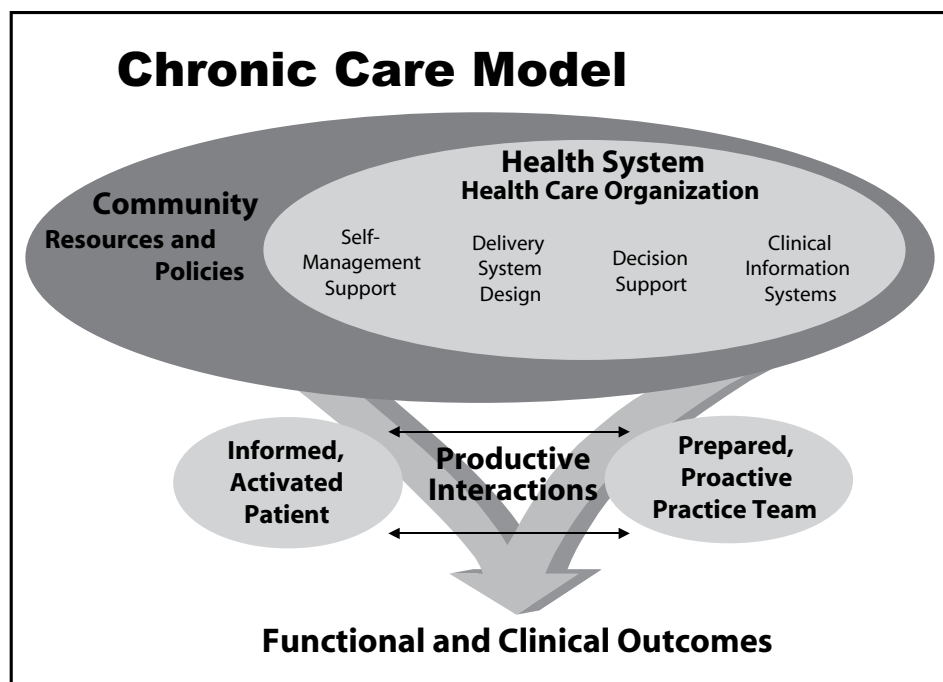 Chronic Care Model
Health System
Health Care Organization
Community
Resources and
Policies
Self-
Management
Support
Delivery
System
Design
Decision
Support
Clinical
Information
Systems
Informed,
Activated
Patient
Productive
Interactions
Prepared,
Proactive
Practice Team
Functional and Clinical Outcomes